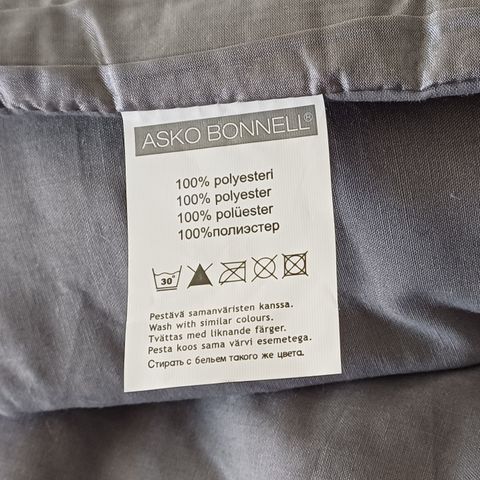 ASKO BONNELL®
100% polyesteri
100% polyester
100% polüester
100%полиэстер
30°
Pestävä samanväristen kanssa.
Wash with similar colours.
Tvättas med liknande färger.
Pesta koos sama värvi esemetega.
Стирать с бельем такого же цвета.